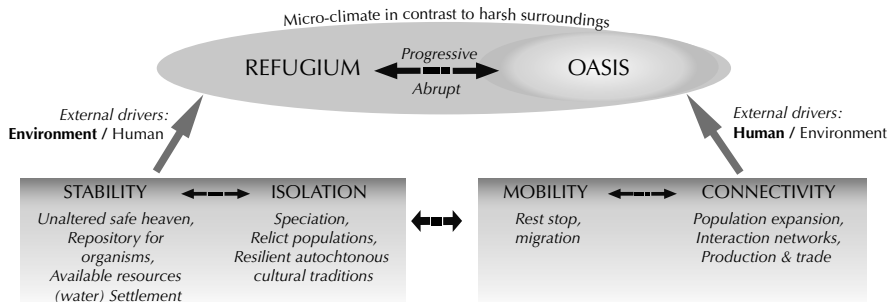 Micro-climate in contrast to harsh surroundings
REFUGIUM
Progressive
Abrupt
OASIS
External drivers:
Environment / Human
External drivers:
Human / Environment
STABILITY
Unaltered safe heaven,
Repository for
organisms,
Available resources
(water) Settlement
ISOLATION
Speciation,
Relict populations,
Resilient autochtonous
cultural traditions
MOBILITY
Rest stop,
migration
CONNECTIVITY
Population expansion,
Interaction networks,
Production & trade